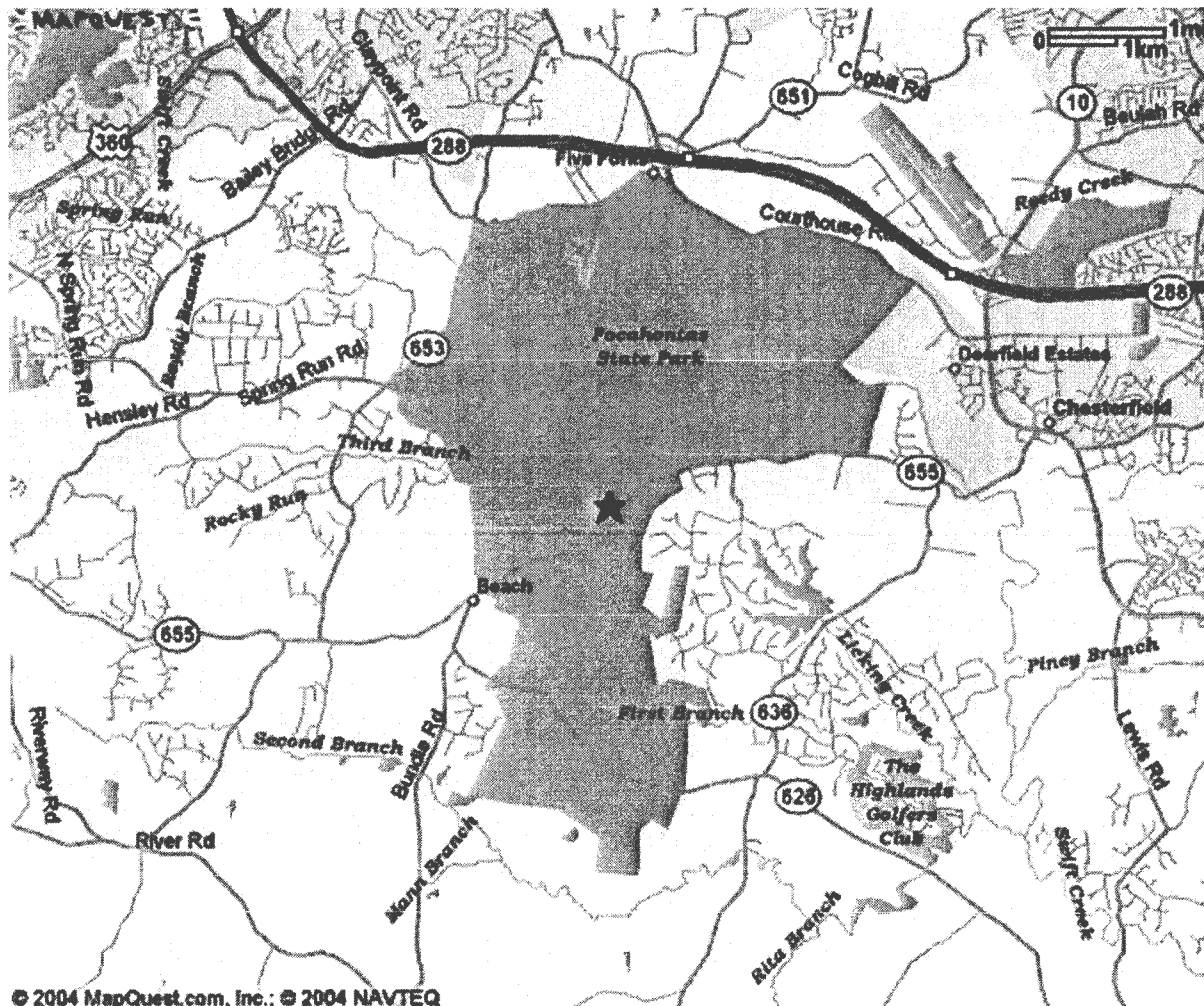 MAPQUEST
0 1mi
1km
Claypoint Rd
Cogbill Rd
651
10
Beulah Rd
360
Swift Creek
Bailey Bridge Rd
288
Five Forks
Reedy Creek
Spring Run
Courthouse Rd
N Spring Run Rd
288
Pocahontas
State Park
653
Deerfield Estates
Spring Run Rd
Hensley Rd
Chesterfield
Third Branch
655
Rocky Run
Beach
655
Licking Creek
Piney Branch
First Branch
636
Riverway Rd
Second Branch
Bundle Rd
Lewis Rd
The
Highlands
Golfers
Club
626
River Rd
Mann Branch
Swift Creek
Rita Branch
© 2004 MapQuest.com, Inc.; © 2004 NAVTEQ